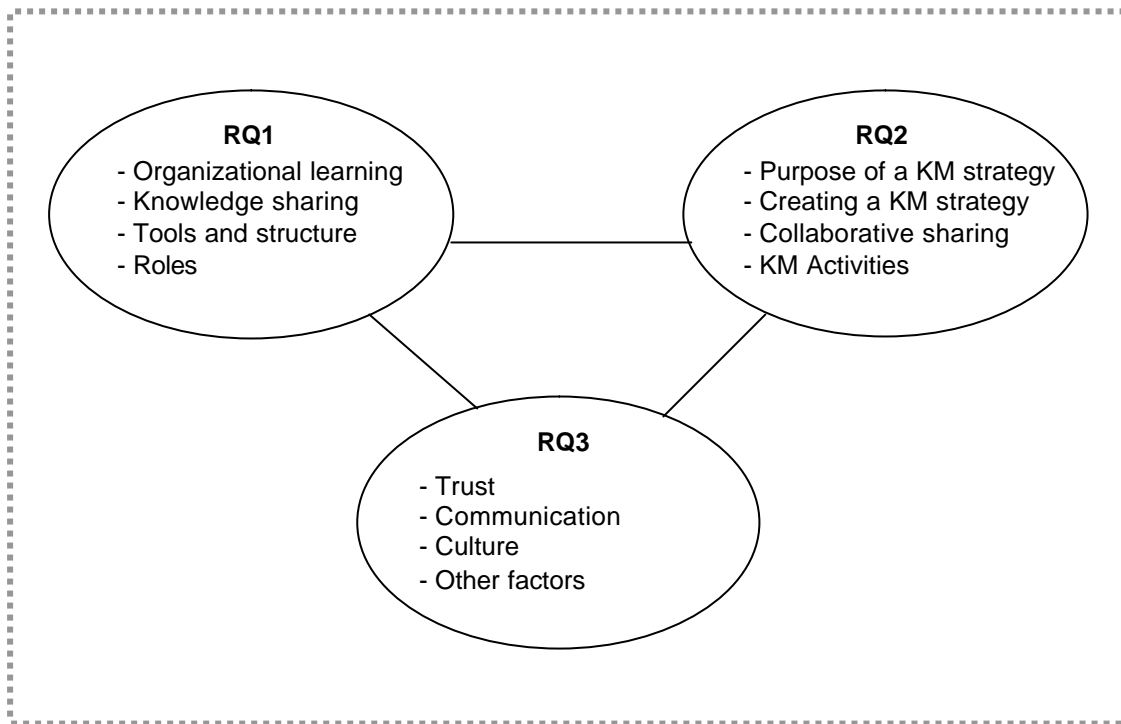 RQ1
- Organizational learning
- Knowledge sharing
- Tools and structure
- Roles
RQ2
- Purpose of a KM strategy
- Creating a KM strategy
- Collaborative sharing
- KM Activities
RQ3
- Trust
- Communication
- Culture
- Other factors